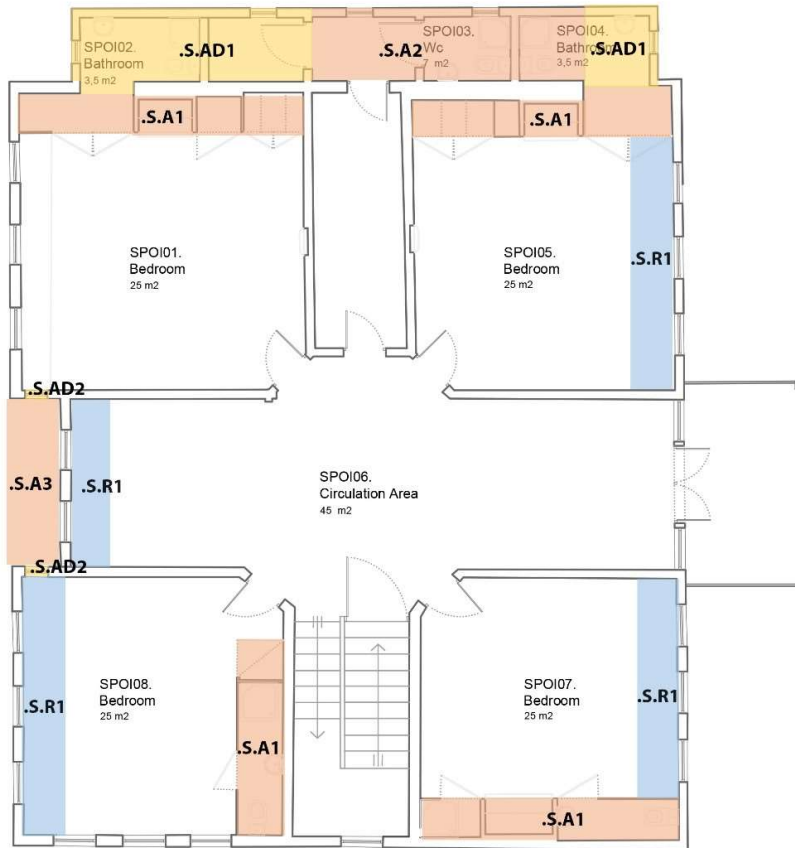 SPOI02.
Bathroom
3,5 m2
.S.AD1
.S.A2
SPOI03.
Wc
7 m2
SPOI04.
Bathroom
3,5 m2
.S.AD1
.S.A1
.S.A1
SPOI01.
Bedroom
25 m2
SPOI05.
Bedroom
25 m2
.S.R1
.S.AD2
.S.A3
.S.R1
SPOI06.
Circulation Area
45 m2
.S.AD2
SPOI08.
Bedroom
25 m2
.S.R1
.S.A1
SPOI07.
Bedroom
25 m2
.S.R1
.S.A1